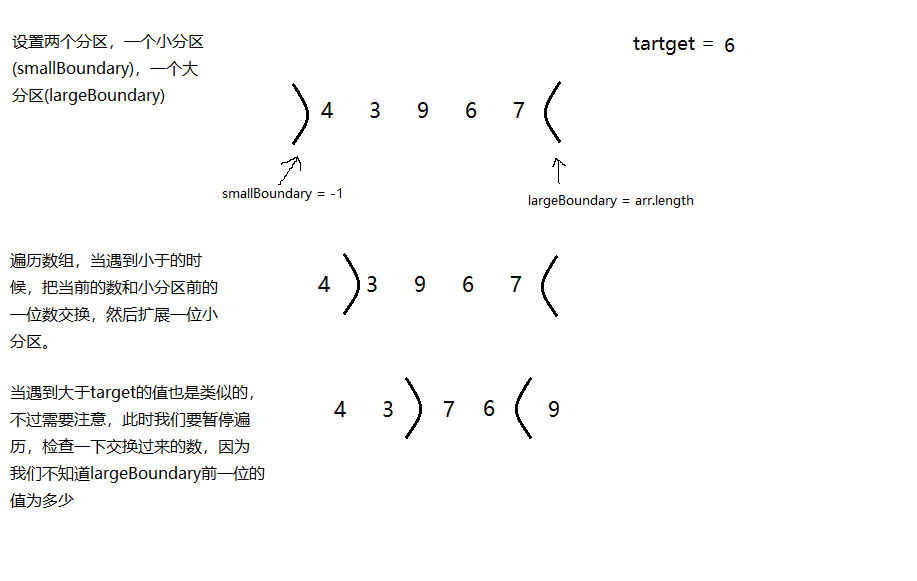 设置两个分区，一个小分区
(smallBoundary)，一个大
分区(largeBoundary)
tartget = 6
4 3 9 6 7
smallBoundary = -1
largeBoundary = arr.length
遍历数组，当遇到小于的时
候，把当前的数和小分区前的
一位数交换，然后扩展一位小
分区。
4 3 9 6 7
当遇到大于target的值也是类似的，
不过需要注意，此时我们要暂停遍
历，检查一下交换过来的数，因为
我们不知道largeBoundary前一位的
值为多少
4 3 7 6 9